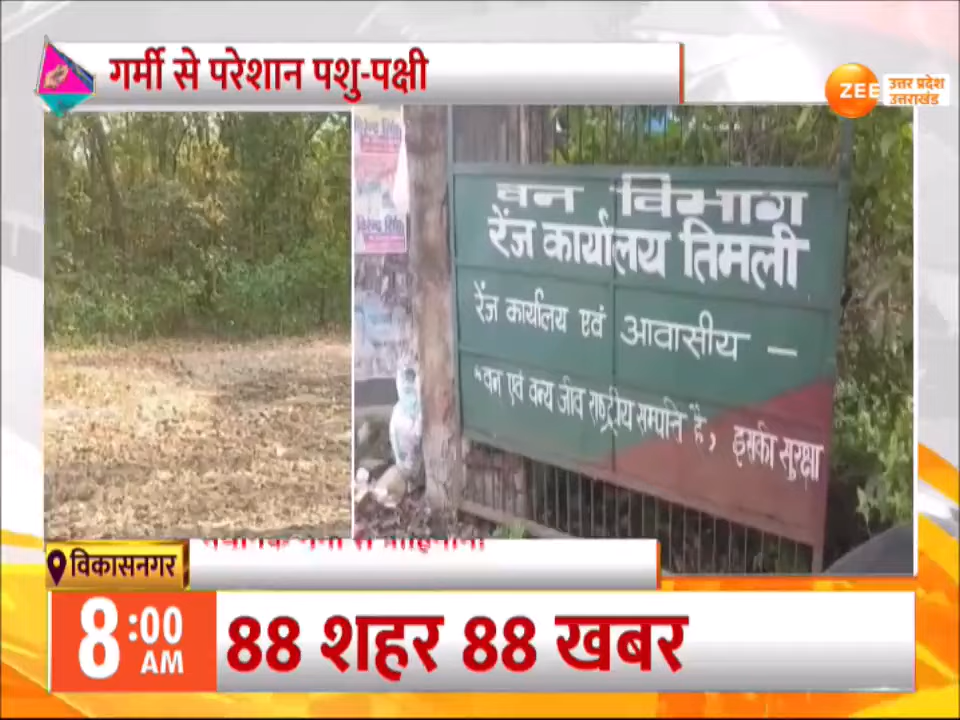 गर्मी से परेशान पशु-पक्षी
ZEE
उत्तर प्रदेश
उत्तराखंड
वन विभाग
रेंज कार्यालय तिमली
रेंज कार्यालय एवं आवासीय –
"वन एवं वन्य जीव राष्ट्रीय सम्पत्ति है, इसकी सुरक्षा
विकासनगर
8:00
AM
88 शहर 88 खबर